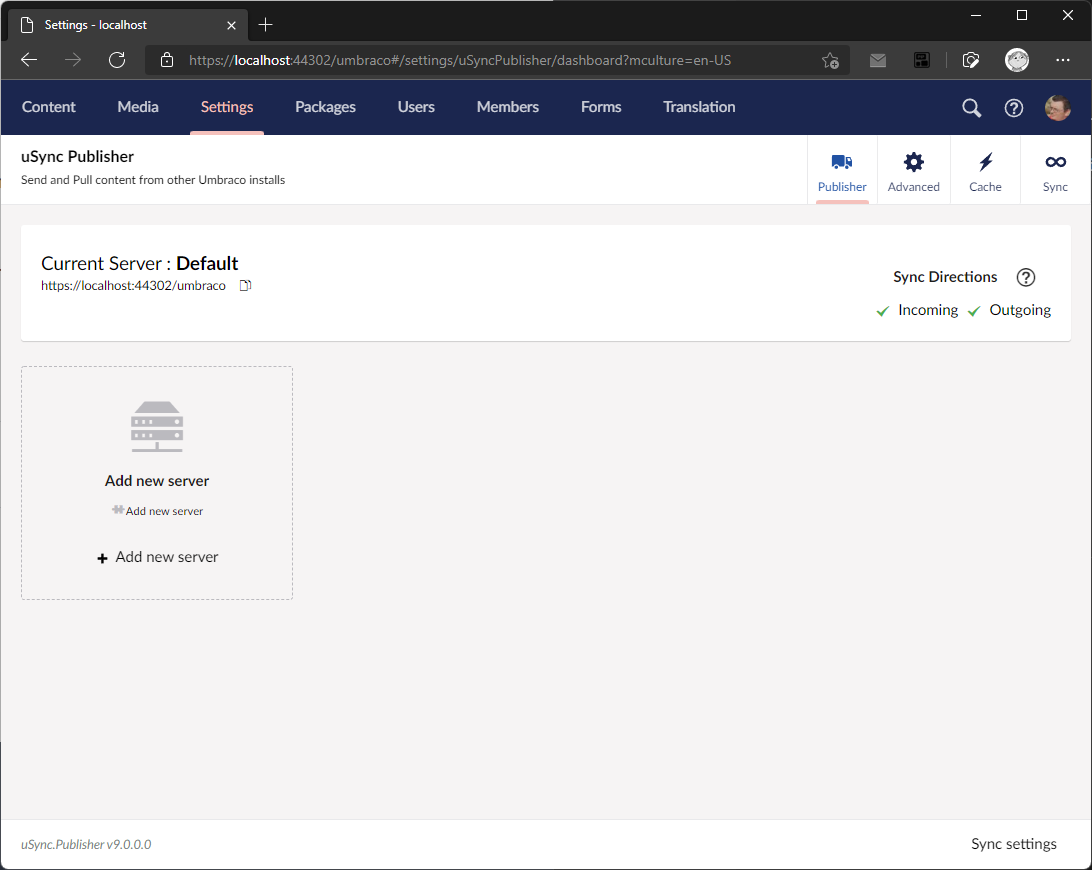 Settings - localhost
https://localhost:44302/umbraco#/settings/uSyncPublisher/dashboard?mculture=en-US
Content Media Settings Packages Users Members Forms Translation
uSync Publisher
Send and Pull content from other Umbraco installs
Publisher Advanced Cache Sync
Current Server : Default
https://localhost:44302/umbraco
Sync Directions
Incoming Outgoing
Add new server
Add new server
Add new server
uSync.Publisher v9.0.0.0
Sync settings